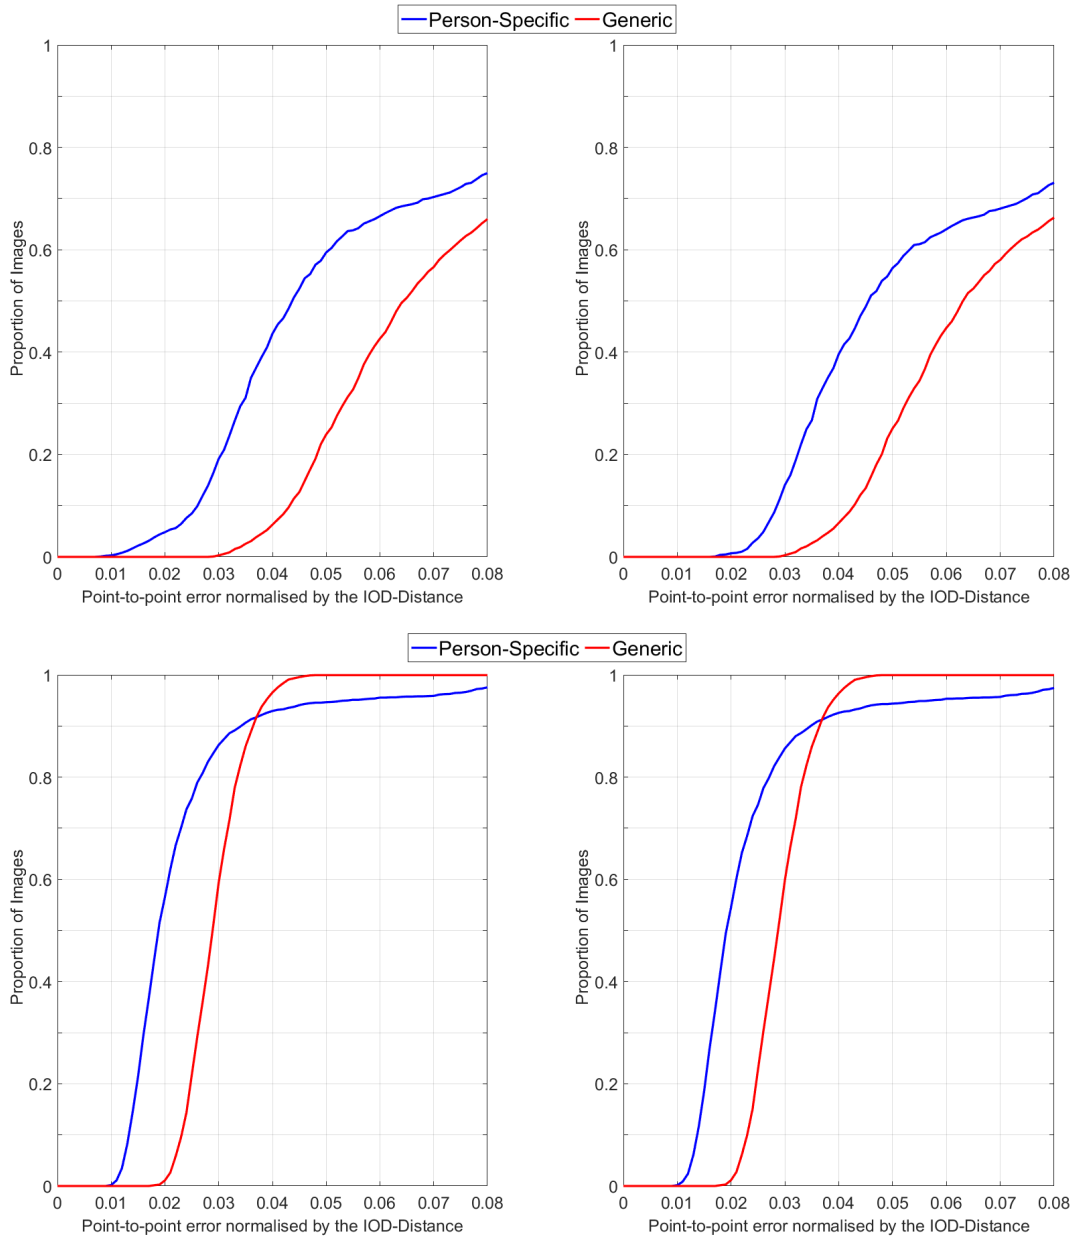 Person-Specific Generic
1
0.8
0.6
0.4
0.2
0
0 0.01 0.02 0.03 0.04 0.05 0.06 0.07 0.08
Point-to-point error normalised by the IOD-Distance
Proportion of Images
1
0.8
0.6
0.4
0.2
0
0 0.01 0.02 0.03 0.04 0.05 0.06 0.07 0.08
Point-to-point error normalised by the IOD-Distance
Proportion of Images
Person-Specific Generic
1
0.8
0.6
0.4
0.2
0
0 0.01 0.02 0.03 0.04 0.05 0.06 0.07 0.08
Point-to-point error normalised by the IOD-Distance
Proportion of Images
1
0.8
0.6
0.4
0.2
0
0 0.01 0.02 0.03 0.04 0.05 0.06 0.07 0.08
Point-to-point error normalised by the IOD-Distance
Proportion of Images